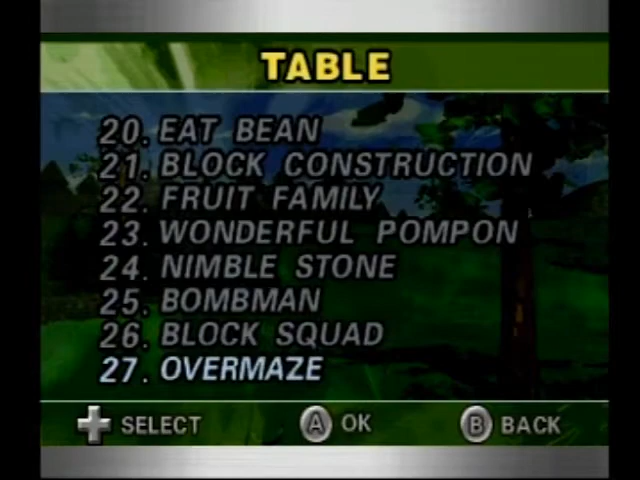 TABLE
20. EAT BEAN
21. BLOCK CONSTRUCTION
22. FRUIT FAMILY
23. WONDERFUL POMPON
24. NIMBLE STONE
25. BOMBMAN
26. BLOCK SQUAD
27. OVERMAZE
SELECT A OK B BACK